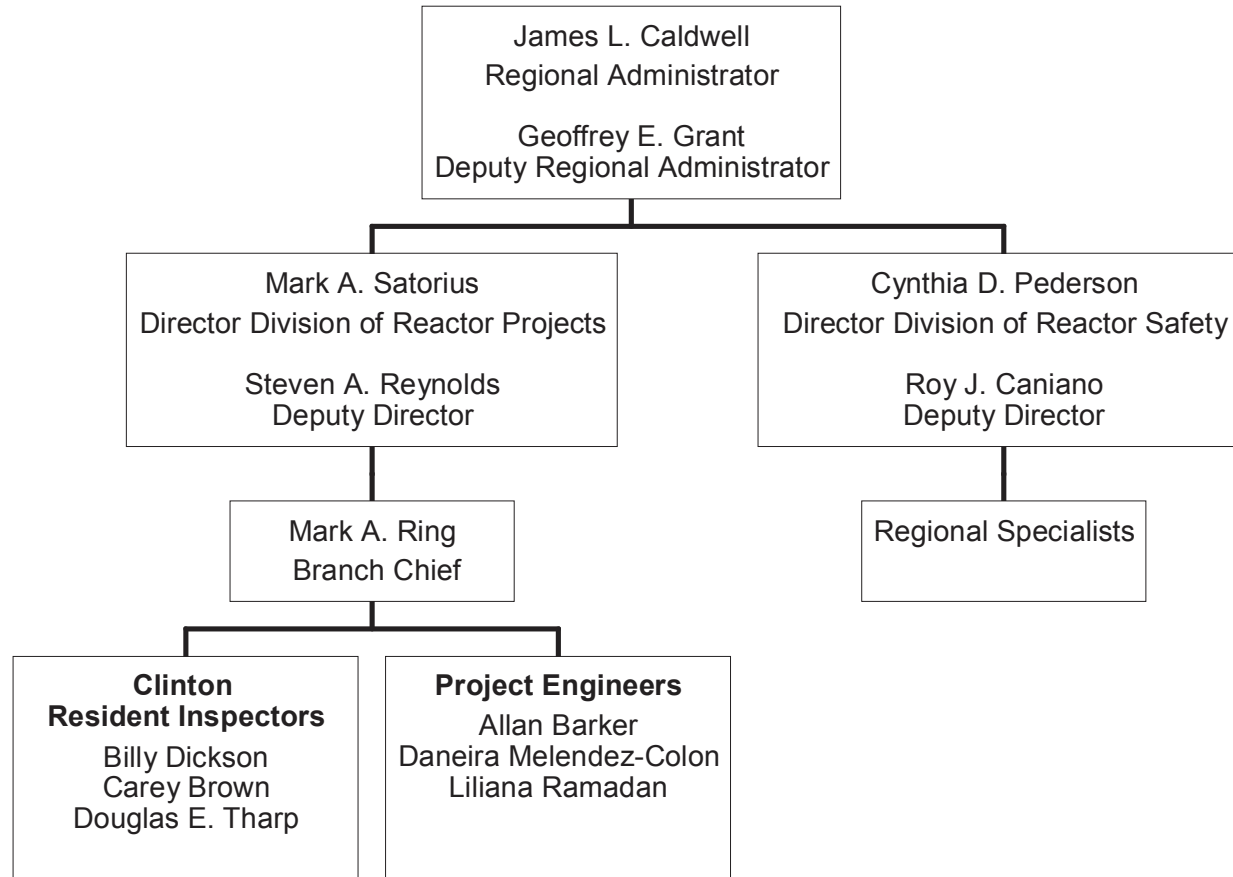 James L. Caldwell
Regional Administrator
Geoffrey E. Grant
Deputy Regional Administrator
Mark A. Satorius
Director Division of Reactor Projects
Steven A. Reynolds
Deputy Director
Cynthia D. Pederson
Director Division of Reactor Safety
Roy J. Caniano
Deputy Director
Mark A. Ring
Branch Chief
Regional Specialists
Clinton
Resident Inspectors
Billy Dickson
Carey Brown
Douglas E. Tharp
Project Engineers
Allan Barker
Daneira Melendez-Colon
Liliana Ramadan